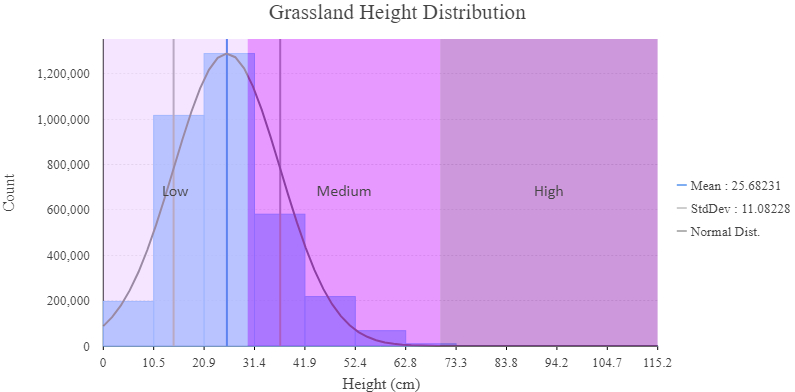 Grassland Height Distribution
Count
1,200,000
1,000,000
800,000
600,000
400,000
200,000
0
Low
Medium
High
0 10.5 20.9 31.4 41.9 52.4 62.8 73.3 83.8 94.2 104.7 115.2
Height (cm)
Mean : 25.68231
StdDev : 11.08228
Normal Dist.